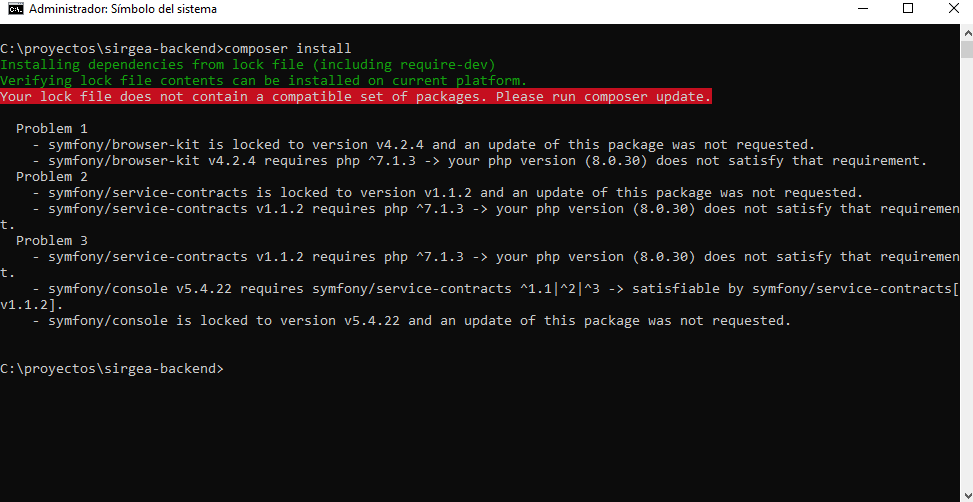 Administrador: Símbolo del sistema
C:\proyectos\sirgea-backend>composer install
Installing dependencies from lock file (including require-dev)
Verifying lock file contents can be installed on current platform.
Your lock file does not contain a compatible set of packages. Please run composer update.
  Problem 1
    - symfony/browser-kit is locked to version v4.2.4 and an update of this package was not requested.
    - symfony/browser-kit v4.2.4 requires php ^7.1.3 -> your php version (8.0.30) does not satisfy that requirement.
  Problem 2
    - symfony/service-contracts is locked to version v1.1.2 and an update of this package was not requested.
    - symfony/service-contracts v1.1.2 requires php ^7.1.3 -> your php version (8.0.30) does not satisfy that requiremen
t.
  Problem 3
    - symfony/service-contracts v1.1.2 requires php ^7.1.3 -> your php version (8.0.30) does not satisfy that requiremen
t.
    - symfony/console v5.4.22 requires symfony/service-contracts ^1.1|^2|^3 -> satisfiable by symfony/service-contracts[
v1.1.2].
    - symfony/console is locked to version v5.4.22 and an update of this package was not requested.
C:\proyectos\sirgea-backend>